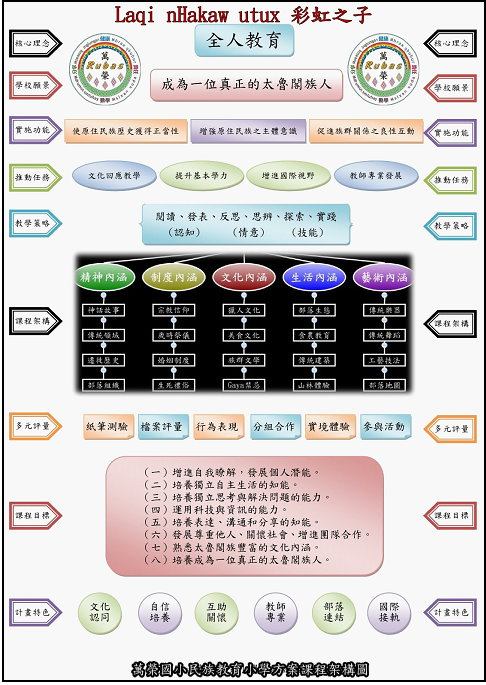 Laqi nHakaw utux 彩虹之子
核心理念
全人教育
核心理念
萬
Rubas
榮
萬
Rubas
榮
學校願景
成為一位真正的太魯閣族人
學校願景
實施功能
使原住民族歷史獲得正當性
增強原住民族之主體意識
促進族群關係之良性互動
實施功能
推動任務
文化回應教學
提升基本學力
增進國際視野
教師專業發展
推動任務
教學策略
閱讀、發表、反思、思辨、探索、實踐
（認知） （情意） （技能）
教學策略
課程架構
精神內涵
制度內涵
文化內涵
生活內涵
藝術內涵
課程架構
神話故事
宗教信仰
獵人文化
部落生態
傳統樂器
傳統領域
歲時祭儀
美食文化
食農教育
傳統舞蹈
遷徙歷史
婚姻制度
族群文學
傳統建築
工藝技法
部落組織
生死禮俗
Gaya禁忌
山林體驗
部落地圖
多元評量
紙筆測驗
檔案評量
行為表現
分組合作
實境體驗
參與活動
多元評量
課程目標
（一）增進自我瞭解，發展個人潛能。
（二）培養獨立自主生活的知能。
（三）培養獨立思考與解決問題的能力。
（四）運用科技與資訊的能力。
（五）培養表達、溝通和分享的知能。
（六）發展尊重他人、關懷社會、增進團隊合作。
（七）熟悉太魯閣族豐富的文化內涵。
（八）培養成為一位真正的太魯閣族人。
課程目標
計畫特色
文化
認同
自信
培養
互助
關懷
教師
專業
部落
連結
國際
接軌
計畫特色
萬榮國小民族教育小學方案課程架構圖